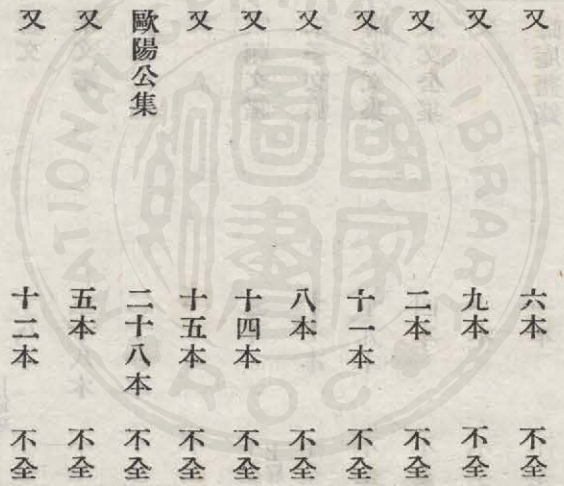 又 六本 不全
又 九本 不全
又 二本 不全
又 十一本 不全
又 八本 不全
又 十四本 不全
又 十五本 不全
歐陽公集 二十八本 不全
又 五本 不全
又 十二本 不全